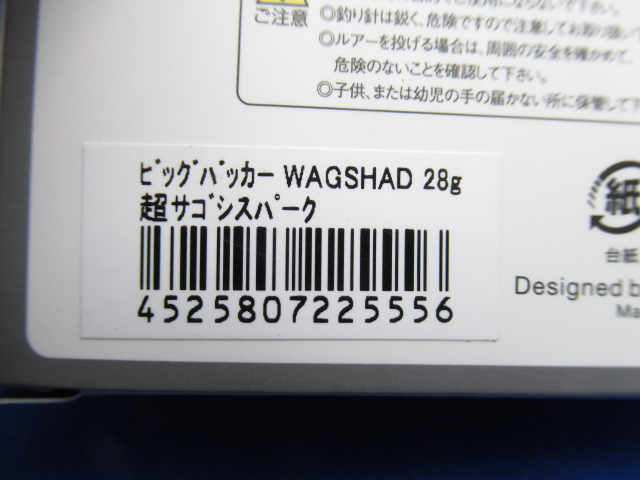 ご注意
◎釣り針は鋭く、危険ですので注意してお取り扱い下
◎ルアーを投げる場合は、周囲の安全を確かめて、
危険のないことを確認して下さい。
◎子供、または幼児の手の届かない所に保管して下
ﾋﾞｯｸﾞﾊﾞｯｶｰ WAGSHAD 28g
超ｻｺﾞｼｽﾊﾟｰｸ
4525807225556
紙
台紙
Designed b
Ma